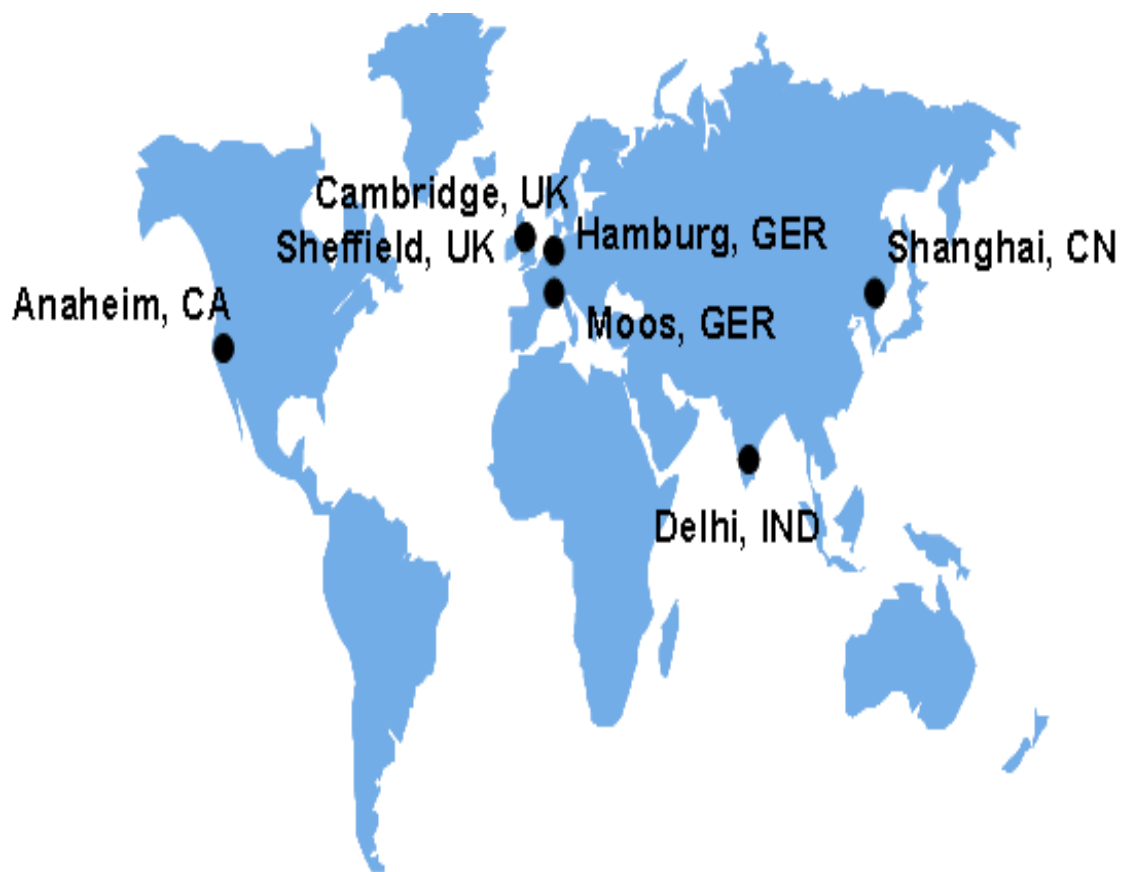 Cambridge, UK
Sheffield, UK
Hamburg, GER
Shanghai, CN
Anaheim, CA
Moos, GER
Delhi, IND